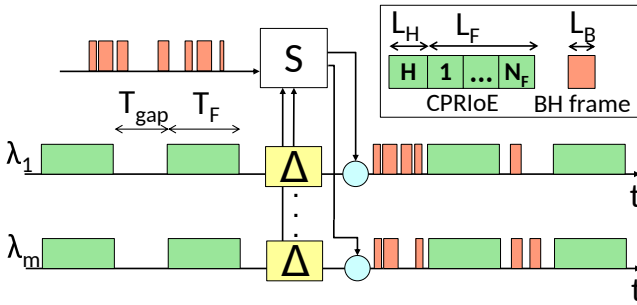 L_H L_F L_B
S
H 1 ... N_F
CPRIoE BH frame
T_gap T_F
λ_1
Δ
t
. . . .
λ_m
Δ
t